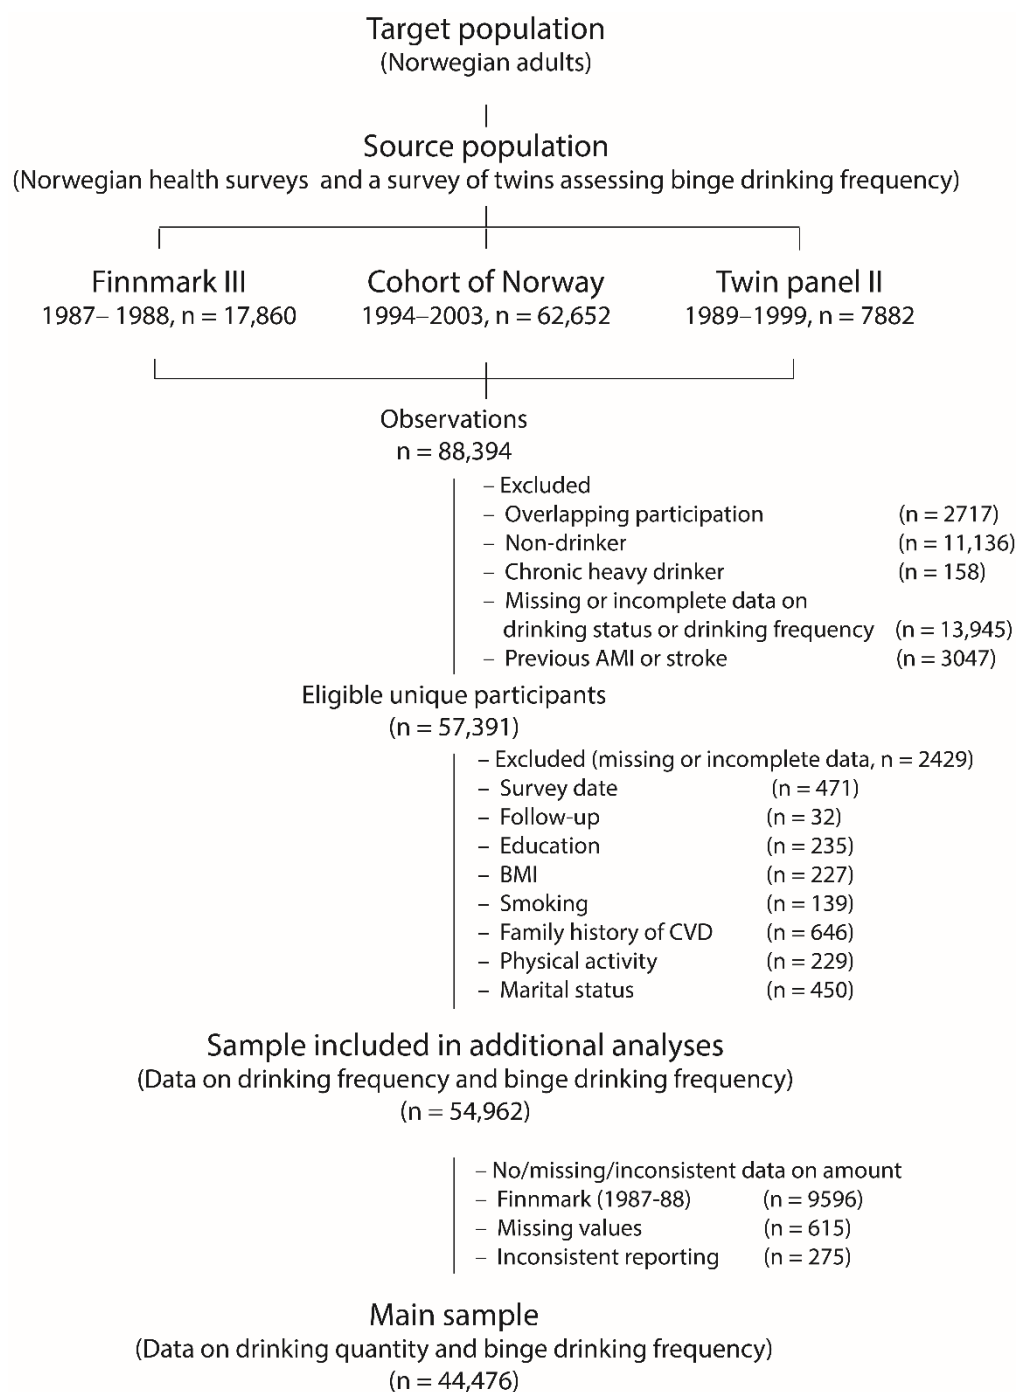 Target population
(Norwegian adults)
Source population
(Norwegian health surveys and a survey of twins assessing binge drinking frequency)
Finnmark III
1987– 1988, n = 17,860
Cohort of Norway
1994–2003, n = 62,652
Twin panel II
1989–1999, n = 7882
Observations
n = 88,394
– Excluded
– Overlapping participation (n = 2717)
– Non-drinker (n = 11,136)
– Chronic heavy drinker (n = 158)
– Missing or incomplete data on
drinking status or drinking frequency (n = 13,945)
– Previous AMI or stroke (n = 3047)
Eligible unique participants
(n = 57,391)
– Excluded (missing or incomplete data, n = 2429)
– Survey date (n = 471)
– Follow-up (n = 32)
– Education (n = 235)
– BMI (n = 227)
– Smoking (n = 139)
– Family history of CVD (n = 646)
– Physical activity (n = 229)
– Marital status (n = 450)
Sample included in additional analyses
(Data on drinking frequency and binge drinking frequency)
(n = 54,962)
– No/missing/inconsistent data on amount
– Finnmark (1987-88) (n = 9596)
– Missing values (n = 615)
– Inconsistent reporting (n = 275)
Main sample
(Data on drinking quantity and binge drinking frequency)
(n = 44,476)